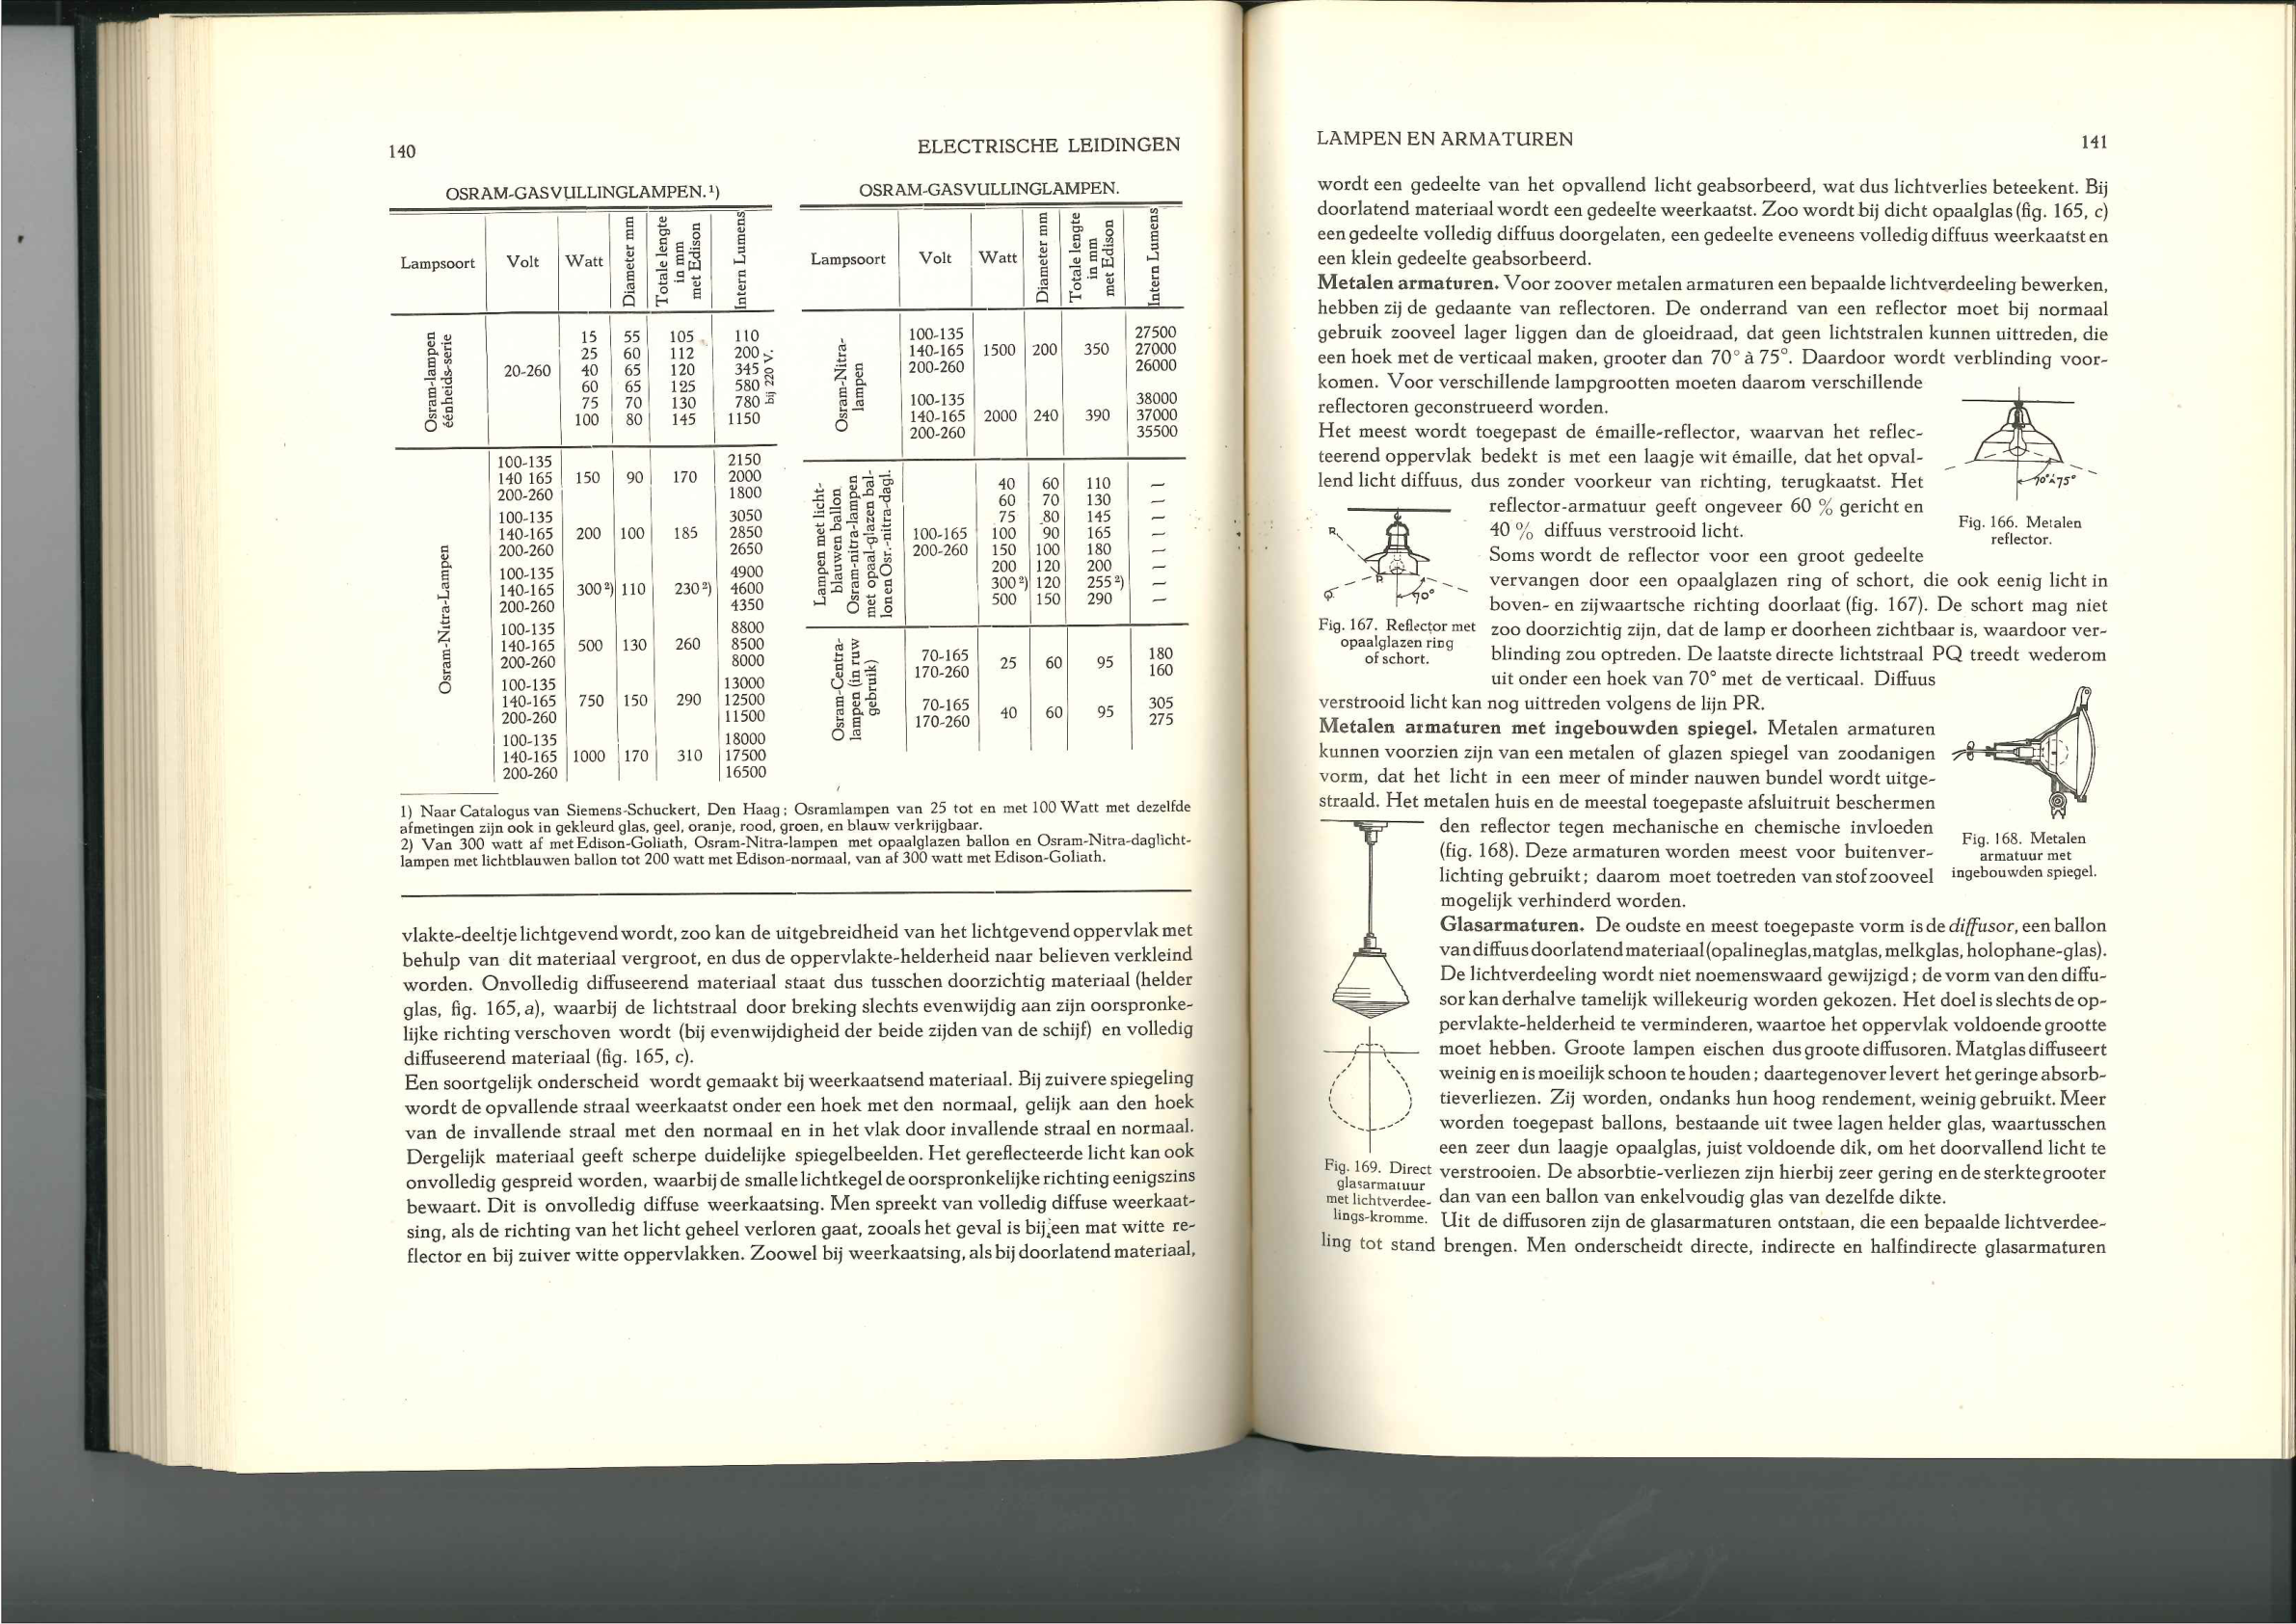 140
ELECTRISCHE LEIDINGEN
OSRAM-GASVULLINGLAMPEN.¹)
Lampsoort Volt Watt Diameter mm Totale lengte in mm met Edison Intern Lumens
Osram-lampen éénheids-serie
15 55 105 110
25 60 112 200
20-260 40 65 120 345
60 65 125 580
75 70 130 780
100 80 145 1150
bij 220 V.
Osram-Nitra-Lampen
100-135 2150
140 165 150 90 170 2000
200-260 1800
100-135 3050
140-165 200 100 185 2850
200-260 2650
100-135 4900
140-165 300²) 110 230²) 4600
200-260 4350
100-135 8800
140-165 500 130 260 8500
200-260 8000
100-135 13000
140-165 750 150 290 12500
200-260 11500
100-135 18000
140-165 1000 170 310 17500
200-260 16500
OSRAM-GASVULLINGLAMPEN.
Lampsoort Volt Watt Diameter mm Totale lengte in mm met Edison Intern Lumens
Osram-Nitra-lampen
100-135 27500
140-165 1500 200 350 27000
200-260 26000
100-135 38000
140-165 2000 240 390 37000
200-260 35500
Lampen met licht-
blauwen ballon
Osram-nitra-lampen
met opaal-glazen bal-
lonen Osr.-nitra-dagl.
40 60 110 —
60 70 130 —
75 80 145 —
100-165 100 90 165 —
200-260 150 100 180 —
200 120 200 —
300²) 120 255²) —
500 150 290 —
Osram-Centra-
lampen (in ruw
gebruik)
70-165 180
170-260 25 60 95 160
70-165 305
170-260 40 60 95 275
1) Naar Catalogus van Siemens-Schuckert, Den Haag; Osramlampen van 25 tot en met 100 Watt met dezelfde
afmetingen zijn ook in gekleurd glas, geel, oranje, rood, groen, en blauw verkrijgbaar.
2) Van 300 watt af met Edison-Goliath, Osram-Nitra-lampen met opaalglazen ballon en Osram-Nitra-daglicht-
lampen met lichtblauwen ballon tot 200 watt met Edison-normaal, van af 300 watt met Edison-Goliath.
vlakte-deeltje lichtgevend wordt, zoo kan de uitgebreidheid van het lichtgevend oppervlak met
behulp van dit materiaal vergroot, en dus de oppervlakte-helderheid naar believen verkleind
worden. Onvolledig diffuseerend materiaal staat dus tusschen doorzichtig materiaal (helder
glas, fig. 165, a), waarbij de lichtstraal door breking slechts evenwijdig aan zijn oorspronke-
lijke richting verschoven wordt (bij evenwijdigheid der beide zijden van de schijf) en volledig
diffuseerend materiaal (fig. 165, c).
Een soortgelijk onderscheid wordt gemaakt bij weerkaatsend materiaal. Bij zuivere spiegeling
wordt de opvallende straal weerkaatst onder een hoek met den normaal, gelijk aan den hoek
van de invallende straal met den normaal en in het vlak door invallende straal en normaal.
Dergelijk materiaal geeft scherpe duidelijke spiegelbeelden. Het gereflecteerde licht kan ook
onvolledig gespreid worden, waarbij de smalle lichtkegel de oorspronkelijke richting eenigszins
bewaart. Dit is onvolledig diffuse weerkaatsing. Men spreekt van volledig diffuse weerkaat-
sing, als de richting van het licht geheel verloren gaat, zooals het geval is bij een mat witte re-
flector en bij zuiver witte oppervlakken. Zoowel bij weerkaatsing, als bij doorlatend materiaal,
LAMPEN EN ARMATUREN
141
wordt een gedeelte van het opvallend licht geabsorbeerd, wat dus lichtverlies beteekent. Bij
doorlatend materiaal wordt een gedeelte weerkaatst. Zoo wordt bij dicht opaalglas (fig. 165, c)
een gedeelte volledig diffuus doorgelaten, een gedeelte eveneens volledig diffuus weerkaatst en
een klein gedeelte geabsorbeerd.
Metalen armaturen. Voor zoover metalen armaturen een bepaalde lichtverdeeling bewerken,
hebben zij de gedaante van reflectoren. De onderrand van een reflector moet bij normaal
gebruik zooveel lager liggen dan de gloeidraad, dat geen lichtstralen kunnen uittreden, die
een hoek met de verticaal maken, grooter dan 70° à 75°. Daardoor wordt verblinding voor-
komen. Voor verschillende lampgrootten moeten daarom verschillende
reflectoren geconstrueerd worden.
Het meest wordt toegepast de émaille-reflector, waarvan het reflec-
teerend oppervlak bedekt is met een laagje wit émaille, dat het opval-
lend licht diffuus, dus zonder voorkeur van richting, terugkaatst. Het
reflector-armatuur geeft ongeveer 60 % gericht en
40 % diffuus verstrooid licht.
70° à 75°
Fig. 166. Metalen
reflector.
Soms wordt de reflector voor een groot gedeelte
vervangen door een opaalglazen ring of schort, die ook eenig licht in
boven- en zijwaartsche richting doorlaat (fig. 167). De schort mag niet
zoo doorzichtig zijn, dat de lamp er doorheen zichtbaar is, waardoor ver-
blinding zou optreden. De laatste directe lichtstraal PQ treedt wederom
uit onder een hoek van 70° met de verticaal. Diffuus
R
P
Q
70°
Fig. 167. Reflector met
opaalglazen ring
of schort.
verstrooid licht kan nog uittreden volgens de lijn PR.
Metalen armaturen met ingebouwden spiegel. Metalen armaturen
kunnen voorzien zijn van een metalen of glazen spiegel van zoodanigen
vorm, dat het licht in een meer of minder nauwen bundel wordt uitge-
straald. Het metalen huis en de meestal toegepaste afsluitruit beschermen
den reflector tegen mechanische en chemische invloeden
(fig. 168). Deze armaturen worden meest voor buitenver-
lichting gebruikt; daarom moet toetreden van stof zooveel
mogelijk verhinderd worden.
Fig. 168. Metalen
armatuur met
ingebouwden spiegel.
Glasarmaturen. De oudste en meest toegepaste vorm is de diffusor, een ballon
van diffuus doorlatend materiaal (opalineglas, matglas, melkglas, holophane-glas).
De lichtverdeeling wordt niet noemenswaard gewijzigd; de vorm van den diffu-
sor kan derhalve tamelijk willekeurig worden gekozen. Het doel is slechts de op-
pervlakte-helderheid te verminderen, waartoe het oppervlak voldoende grootte
moet hebben. Groote lampen eischen dus groote diffusoren. Matglas diffuseert
weinig en is moeilijk schoon te houden; daartegenover levert het geringe absorb-
tieverliezen. Zij worden, ondanks hun hoog rendement, weinig gebruikt. Meer
worden toegepast ballons, bestaande uit twee lagen helder glas, waartusschen
een zeer dun laagje opaalglas, juist voldoende dik, om het doorvallend licht te
verstrooien. De absorbtie-verliezen zijn hierbij zeer gering en de sterkte grooter
dan van een ballon van enkelvoudig glas van dezelfde dikte.
Fig. 169. Direct
glasarmatuur
met lichtverdee-
lings-kromme.
Uit de diffusoren zijn de glasarmaturen ontstaan, die een bepaalde lichtverdee-
ling tot stand brengen. Men onderscheidt directe, indirecte en halfindirecte glasarmaturen